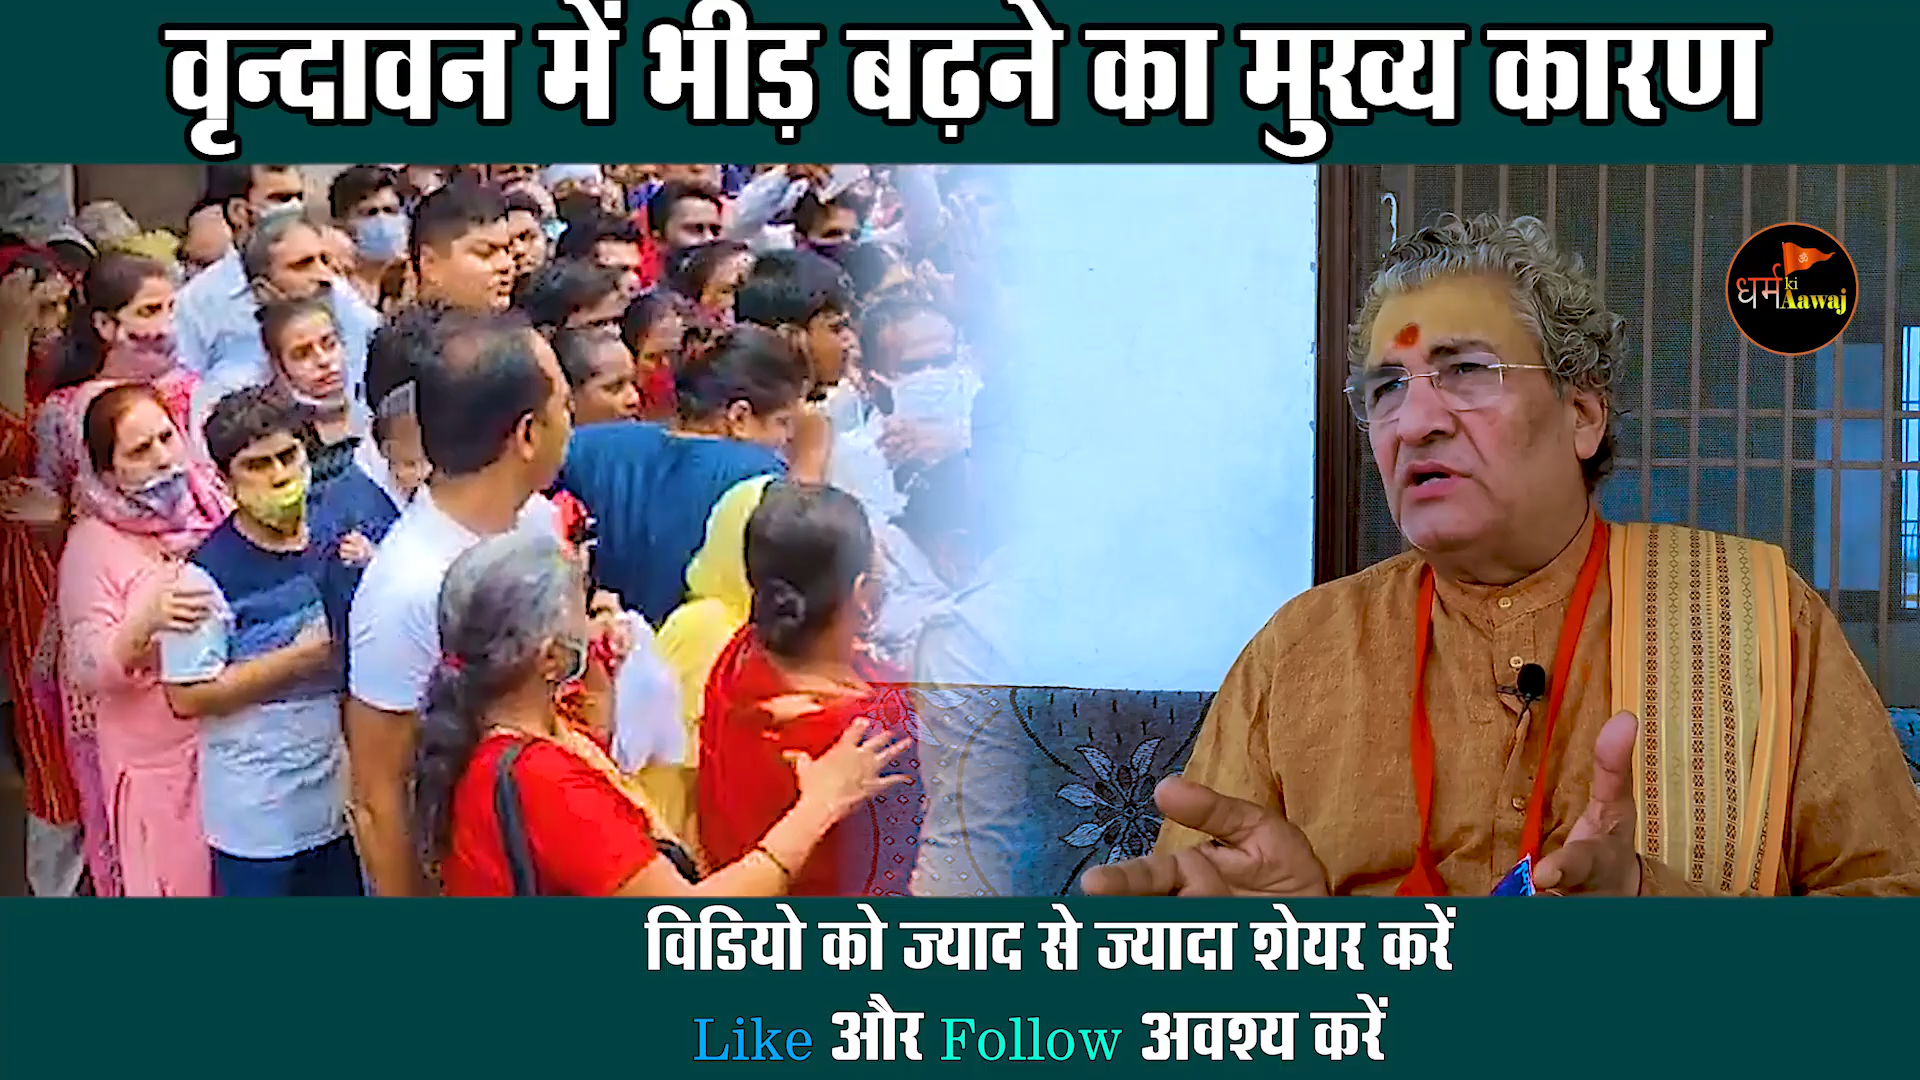 वृन्दावन में भीड़ बढ़ने का मुख्य कारण
ॐ
धर्म ki Aawaj
विडियो को ज्याद से ज्यादा शेयर करें
Like और Follow अवश्य करें